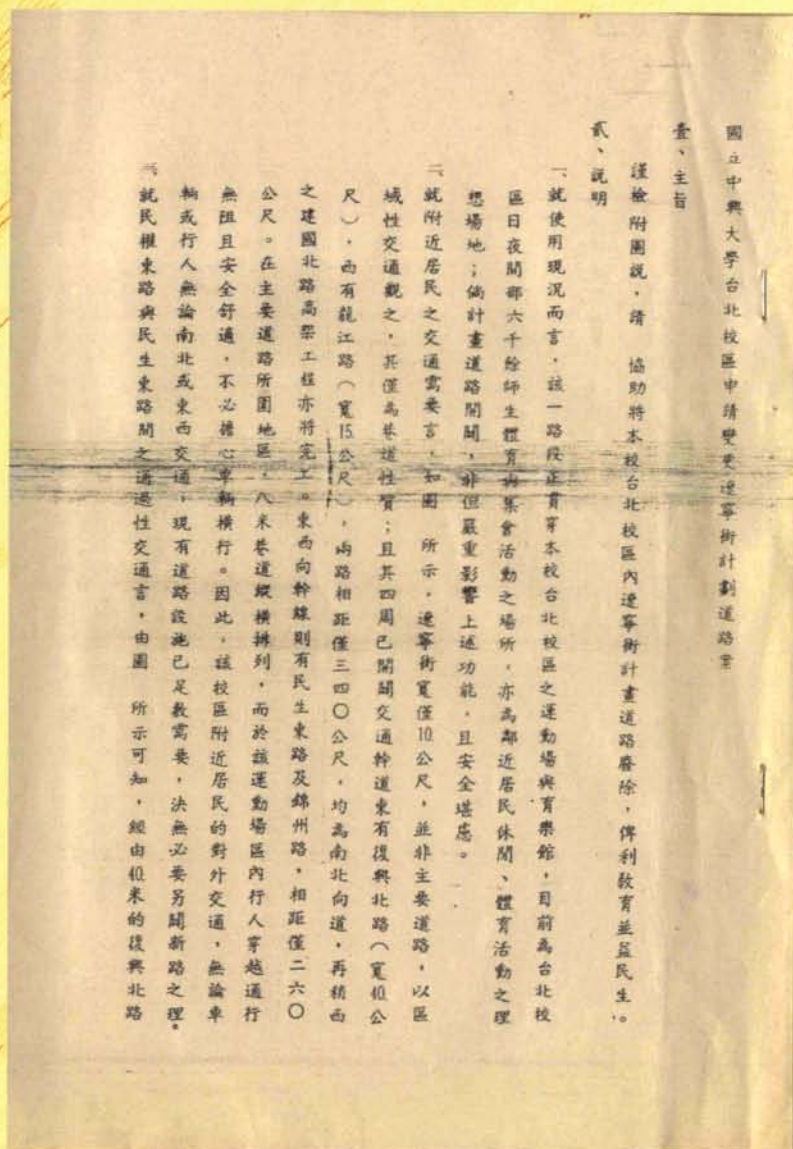 國立中興大學台北校區申請變更遼寧街計劃道路案
壹、主旨
謹檢附圖說，請　協助將本校台北校區內遼寧街計畫道路廢除，俾利教育並益民生。
貳、說明
一、就使用現況而言，該一路段正貫穿本校台北校區之運動場與育樂館，目前為台北校
區日夜間部六千餘師生體育與集會活動之場所，亦為鄰近居民休閒、體育活動之理
想場地；倘計畫道路開闢，非但嚴重影響上述功能，且安全堪慮。
二、就附近居民之交通需要言，如圖　所示，遼寧街寬僅10公尺，並非主要道路，以區
域性交通觀之，其僅為巷道性質；且其四周已開闢交通幹道東有復興北路（寬40公
尺），西有龍江路（寬15公尺），兩路相距僅三四〇公尺，均為南北向道，再稍西
之建國北路高架工程亦將完工。東西向幹線則有民生東路及錦州路，相距僅二六〇
公尺。在主要道路所圍地區，八米巷道縱橫排列，而於該運動場區內行人穿越通行
無阻且安全舒適，不必擔心車輛橫行。因此，該校區附近居民的對外交通，無論車
輛或行人無論南北或東西交通，現有道路設施已足敷需要，決無必要另闢新路之理。
三、就民權東路與民生東路間之通過性交通言，由圖　所示可知，經由40米的復興北路